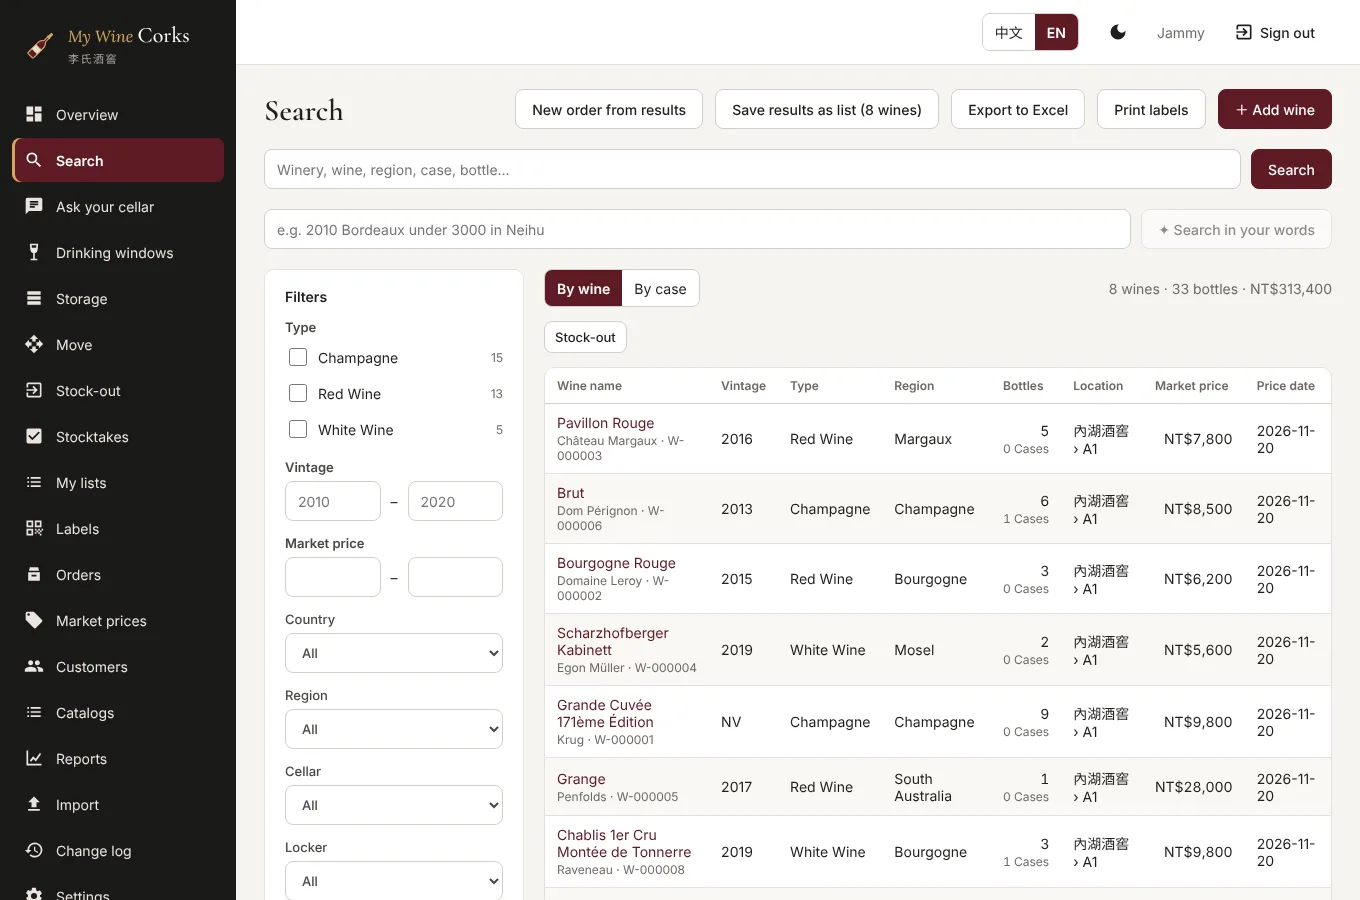 My Wine Corks
李氏酒窖
中文
EN
Jammy
Sign out
Overview
Search
Ask your cellar
Drinking windows
Storage
Move
Stock-out
Stocktakes
My lists
Labels
Orders
Market prices
Customers
Catalogs
Reports
Import
Change log
Settings
Search
New order from results
Save results as list (8 wines)
Export to Excel
Print labels
+ Add wine
Winery, wine, region, case, bottle...
Search
e.g. 2010 Bordeaux under 3000 in Neihu
✦ Search in your words
Filters
Type
Champagne 15
Red Wine 13
White Wine 5
Vintage
2010 – 2020
Market price
–
Country
All
Region
All
Cellar
All
Locker
All
By wine
By case
8 wines · 33 bottles · NT$313,400
Stock-out
Wine name Vintage Type Region Bottles Location Market price Price date
Pavillon Rouge
Château Margaux · W-
000003
2016 Red Wine Margaux
5
0 Cases
內湖酒窖
› A1
NT$7,800
2026-11-
20
Brut
Dom Pérignon · W-
000006
2013 Champagne Champagne
6
1 Cases
內湖酒窖
› A1
NT$8,500
2026-11-
20
Bourgogne Rouge
Domaine Leroy · W-
000002
2015 Red Wine Bourgogne
3
0 Cases
內湖酒窖
› A1
NT$6,200
2026-11-
20
Scharzhofberger
Kabinett
Egon Müller · W-000004
2019 White Wine Mosel
2
0 Cases
內湖酒窖
› A1
NT$5,600
2026-11-
20
Grande Cuvée
171ème Édition
Krug · W-000001
NV Champagne Champagne
9
0 Cases
內湖酒窖
› A1
NT$9,800
2026-11-
20
Grange
Penfolds · W-000005
2017 Red Wine
South
Australia
1
0 Cases
內湖酒窖
› A1
NT$28,000
2026-11-
20
Chablis 1er Cru
Montée de Tonnerre
Raveneau · W-000008
2019 White Wine Bourgogne
3
1 Cases
內湖酒窖
› A1
NT$9,800
2026-11-
20